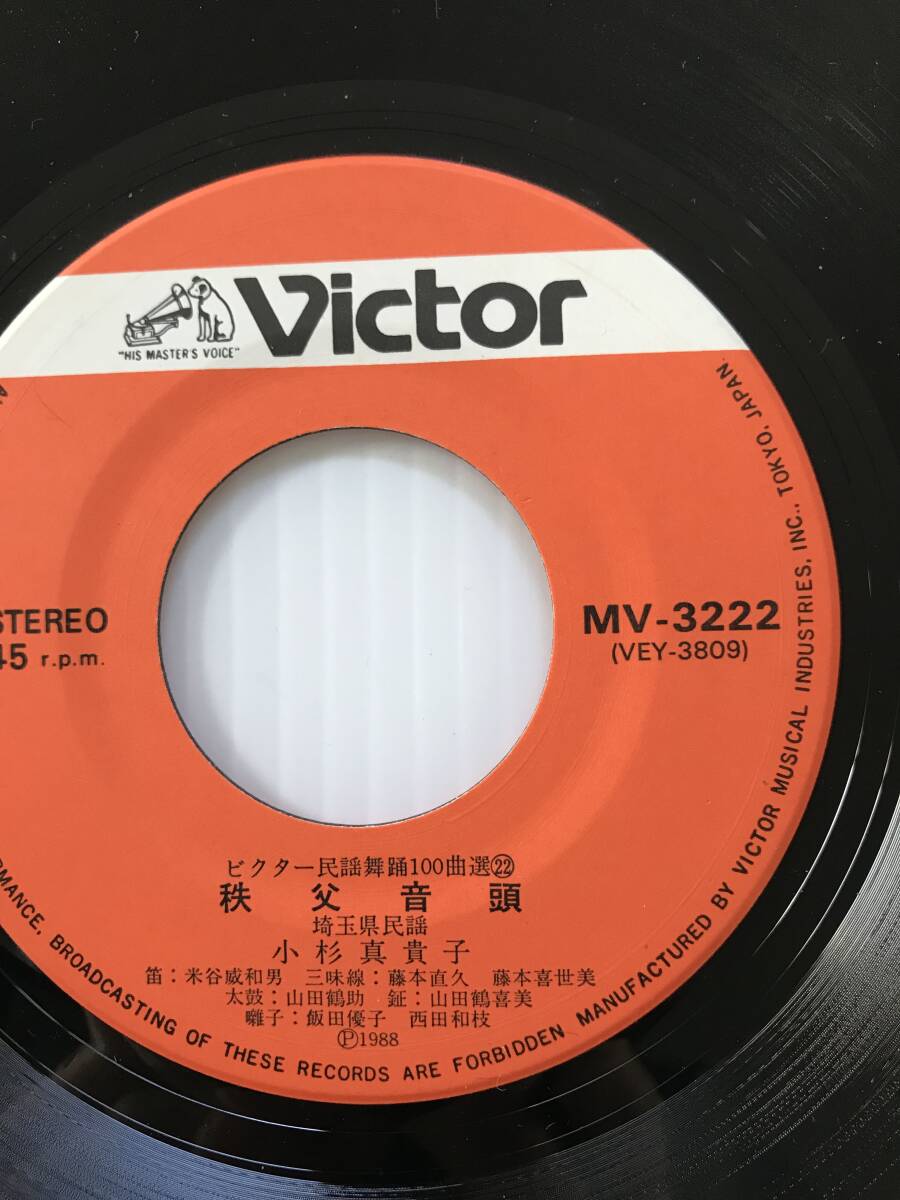 "HIS MASTER'S VOICE"
Victor
STEREO
45 r.p.m.
MV-3222
(VEY-3809)
ビクター民謡舞踊100曲選㉒
秩父音頭
埼玉県民謡
小杉真貴子
笛：米谷威和男 三味線：藤本直久 藤本喜世美
太鼓：山田鶴助 鉦：山田鶴喜美
囃子：飯田優子 西田和枝
Ⓟ1988
BROADCASTING OF THESE RECORDS ARE FORBIDDEN MANUFACTURED BY VICTOR MUSICAL INDUSTRIES, INC., TOKYO, JAPAN